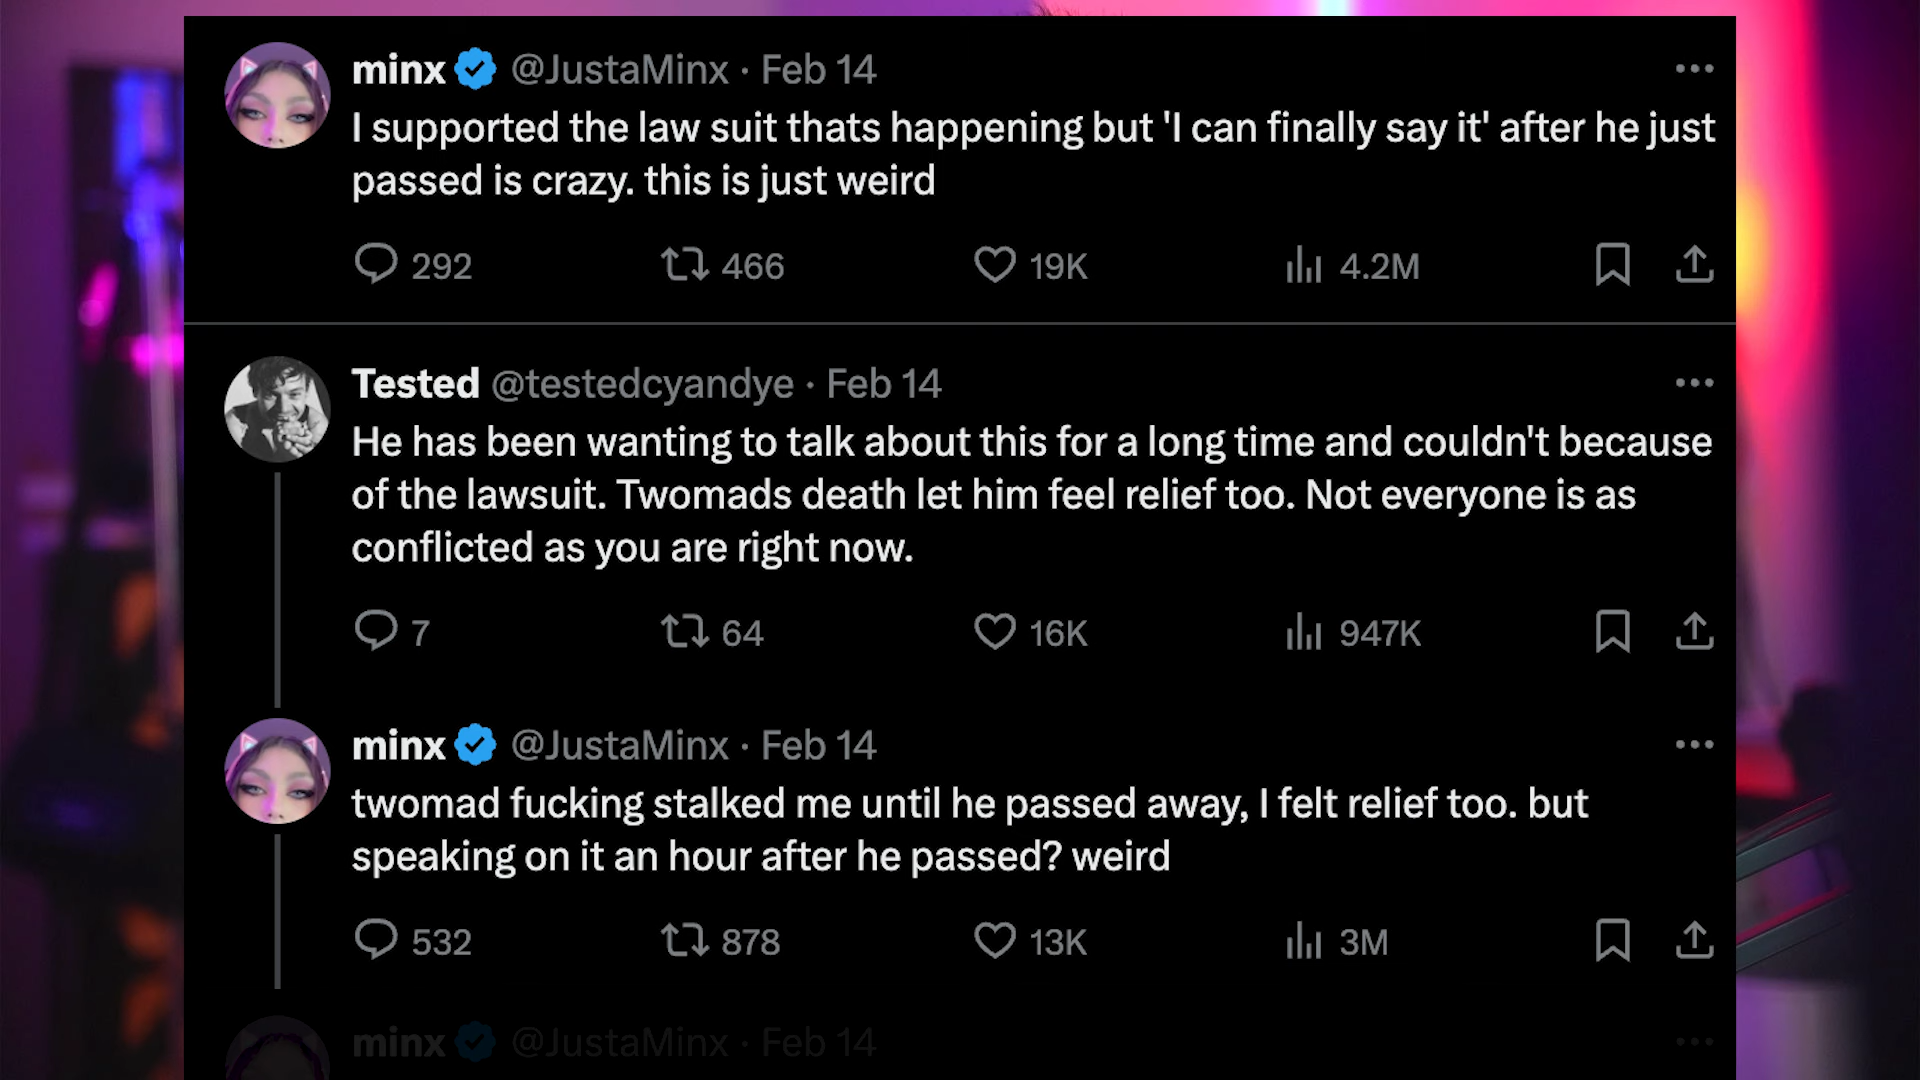 minx @JustaMinx · Feb 14
I supported the law suit thats happening but 'I can finally say it' after he just
passed is crazy. this is just weird
292 466 19K 4.2M
Tested @testedcyandye · Feb 14
He has been wanting to talk about this for a long time and couldn't because
of the lawsuit. Twomads death let him feel relief too. Not everyone is as
conflicted as you are right now.
7 64 16K 947K
minx @JustaMinx · Feb 14
twomad fucking stalked me until he passed away, I felt relief too. but
speaking on it an hour after he passed? weird
532 878 13K 3M
minx @JustaMinx · Feb 14